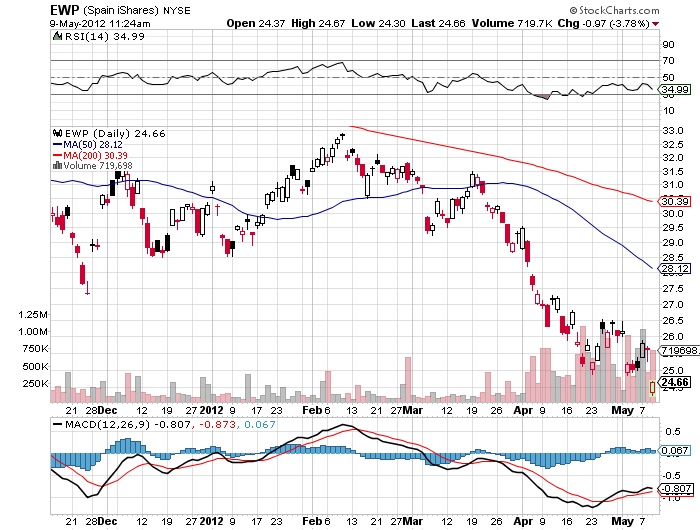 EWP (Spain iShares) NYSE
© StockCharts.com
9-May-2012 11:24am
Open 24.37 High 24.67 Low 24.30 Last 24.66 Volume 719.7K Chg -0.97 (-3.78%)
RSI(14) 34.99
90
70
50
34.99
30
10
EWP (Daily) 24.66
MA(50) 28.12
MA(200) 30.39
Volume 719,698
33.0
32.5
32.0
31.5
31.0
30.39
30.0
29.5
29.0
28.5
28.12
27.5
27.0
26.5
26.0
719698.
25.0
24.66
1.25M
1.00M
750K
500K
250K
21 28 Dec 12 19 27 2012 9 17 23 Feb 6 13 21 27 Mar 12 19 26 Apr 9 16 23 May 7
MACD(12,26,9) -0.807, -0.873, 0.067
0.5
0.067
-0.5
-0.807
-1.0
21 28 Dec 12 19 27 2012 9 17 23 Feb 6 13 21 27 Mar 12 19 26 Apr 9 16 23 May 7